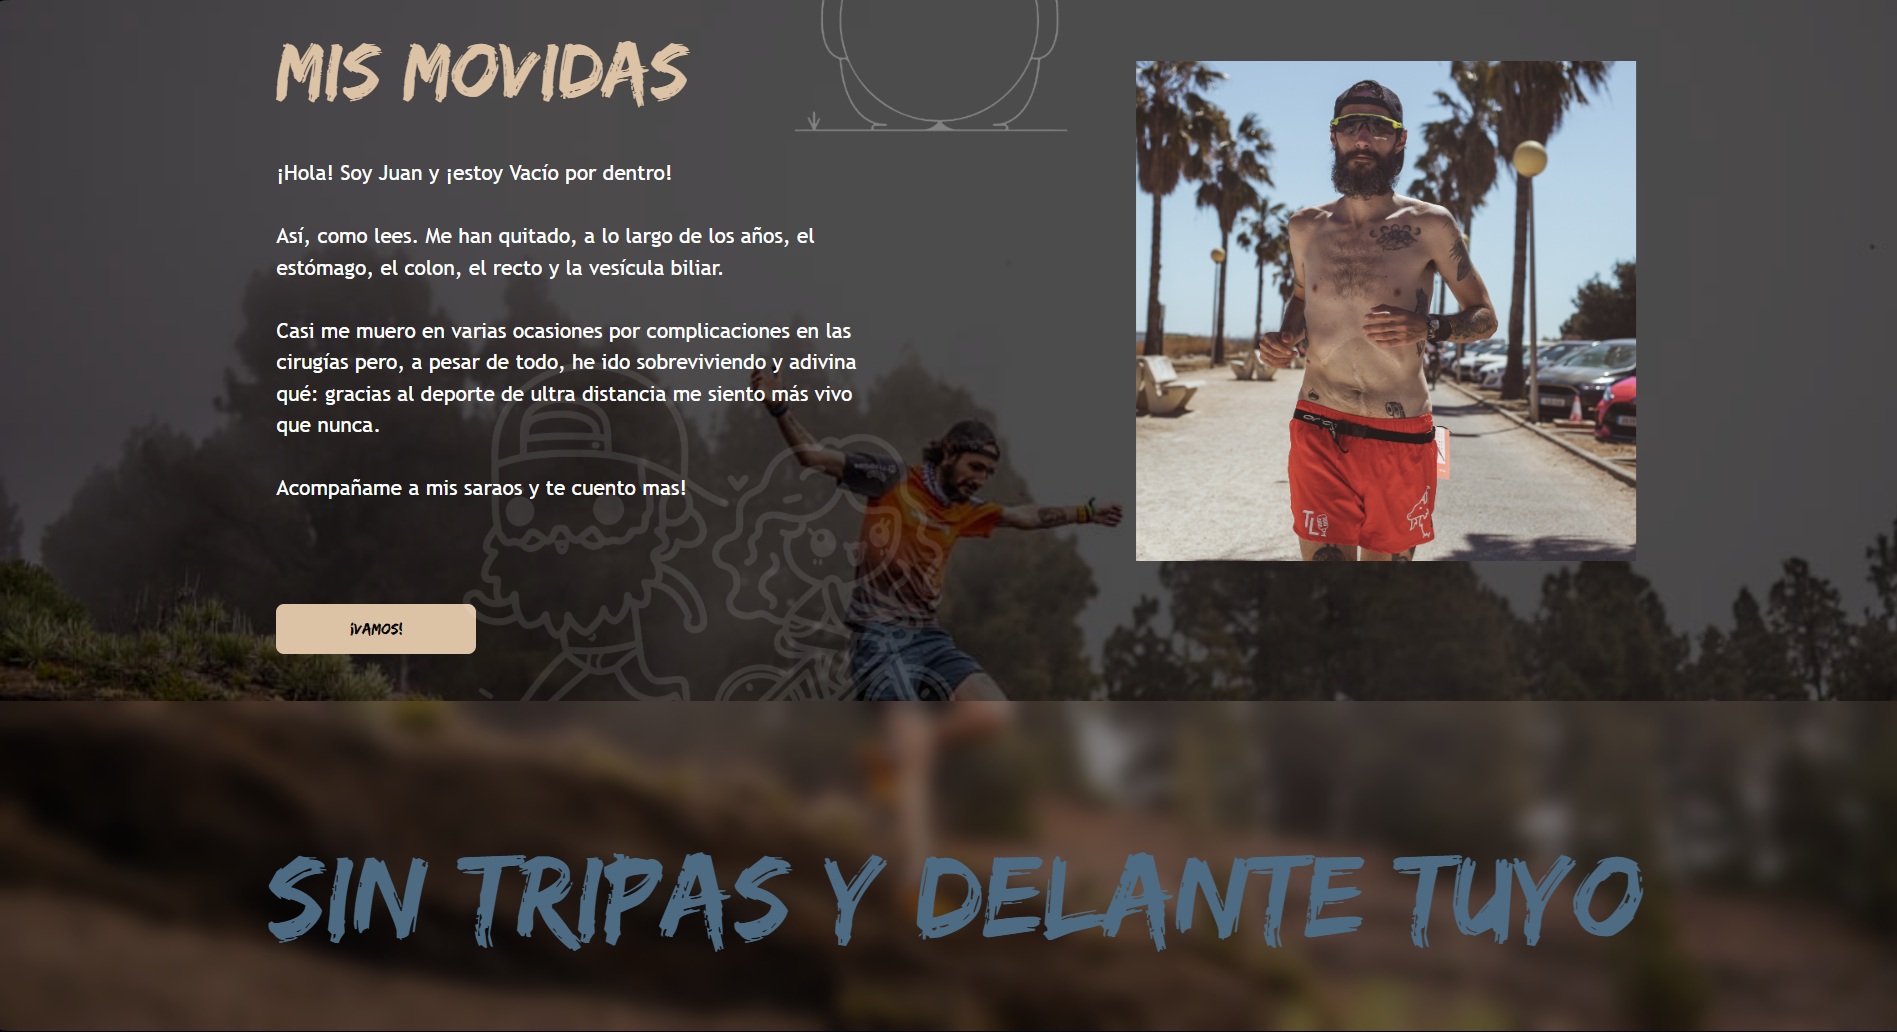 MIS MOVIDAS
¡Hola! Soy Juan y ¡estoy Vacío por dentro!
Así, como lees. Me han quitado, a lo largo de los años, el
estómago, el colon, el recto y la vesícula biliar.
Casi me muero en varias ocasiones por complicaciones en las
cirugías pero, a pesar de todo, he ido sobreviviendo y adivina
qué: gracias al deporte de ultra distancia me siento más vivo
que nunca.
Acompañame a mis saraos y te cuento mas!
¡VAMOS!
SIN TRIPAS Y DELANTE TUYO